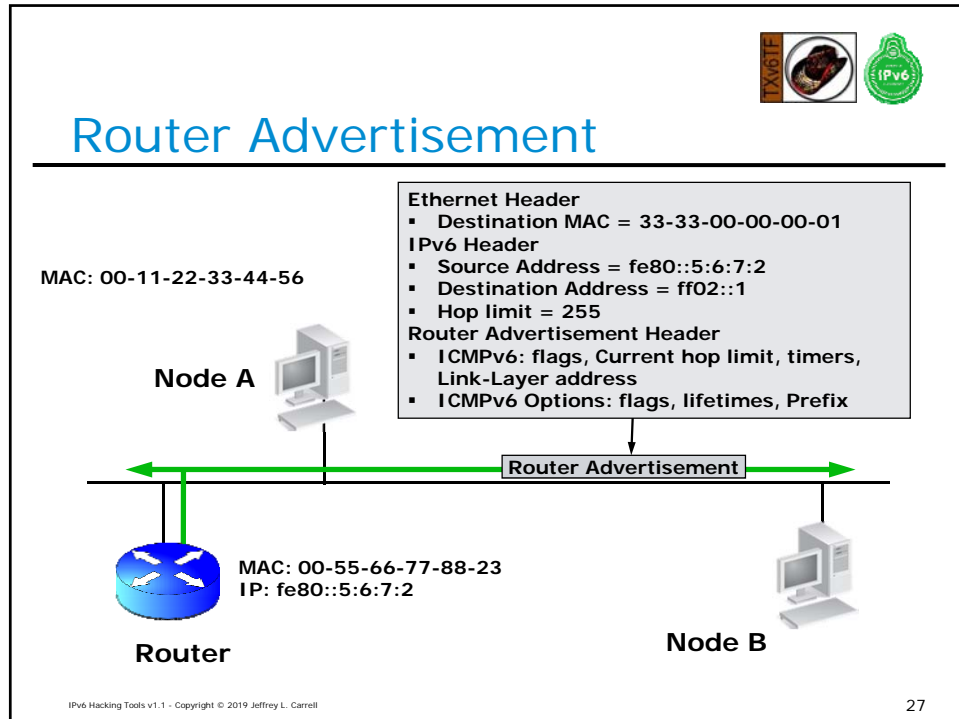 TXv6TF
IPv6
Router Advertisement
Ethernet Header
▪ Destination MAC = 33-33-00-00-00-01
IPv6 Header
▪ Source Address = fe80::5:6:7:2
▪ Destination Address = ff02::1
▪ Hop limit = 255
Router Advertisement Header
▪ ICMPv6: flags, Current hop limit, timers,
Link-Layer address
▪ ICMPv6 Options: flags, lifetimes, Prefix
MAC: 00-11-22-33-44-56
Node A
Router Advertisement
MAC: 00-55-66-77-88-23
IP: fe80::5:6:7:2
Router
Node B
IPv6 Hacking Tools v1.1 - Copyright © 2019 Jeffrey L. Carrell
27